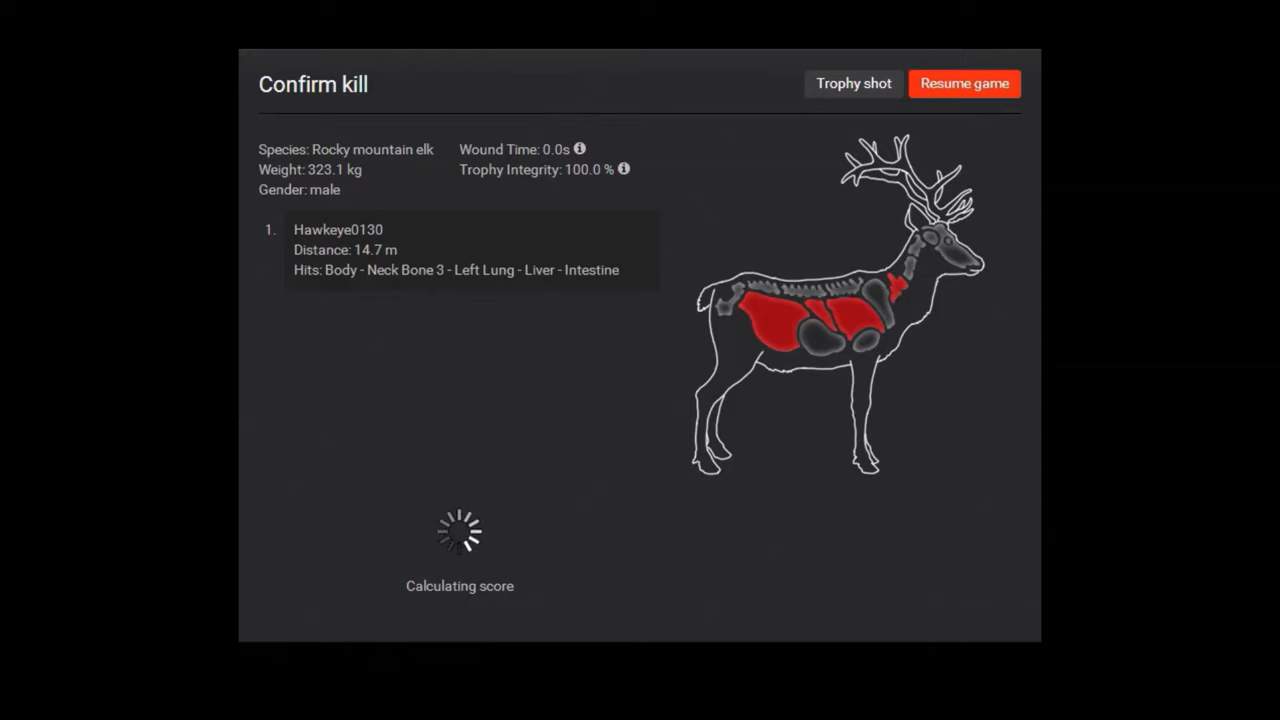 Confirm kill
Trophy shot
Resume game
Species: Rocky mountain elk
Weight: 323.1 kg
Gender: male
Wound Time: 0.0s
Trophy Integrity: 100.0 %
1.
Hawkeye0130
Distance: 14.7 m
Hits: Body - Neck Bone 3 - Left Lung - Liver - Intestine
Calculating score